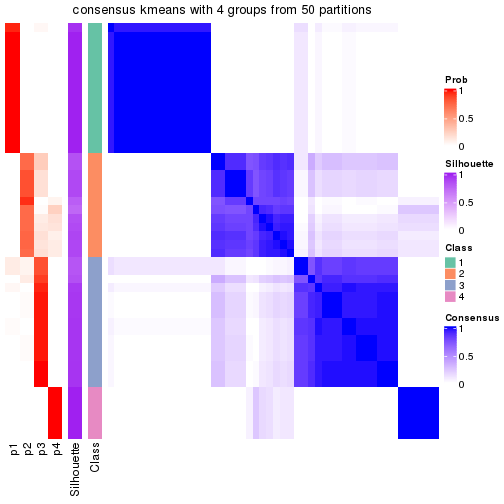 consensus kmeans with 4 groups from 50 partitions
Prob
1
0.5
0
Silhouette
1
0.5
0
Class
1
2
3
4
Consensus
1
0.5
0
p1
p2
p3
p4
Silhouette
Class